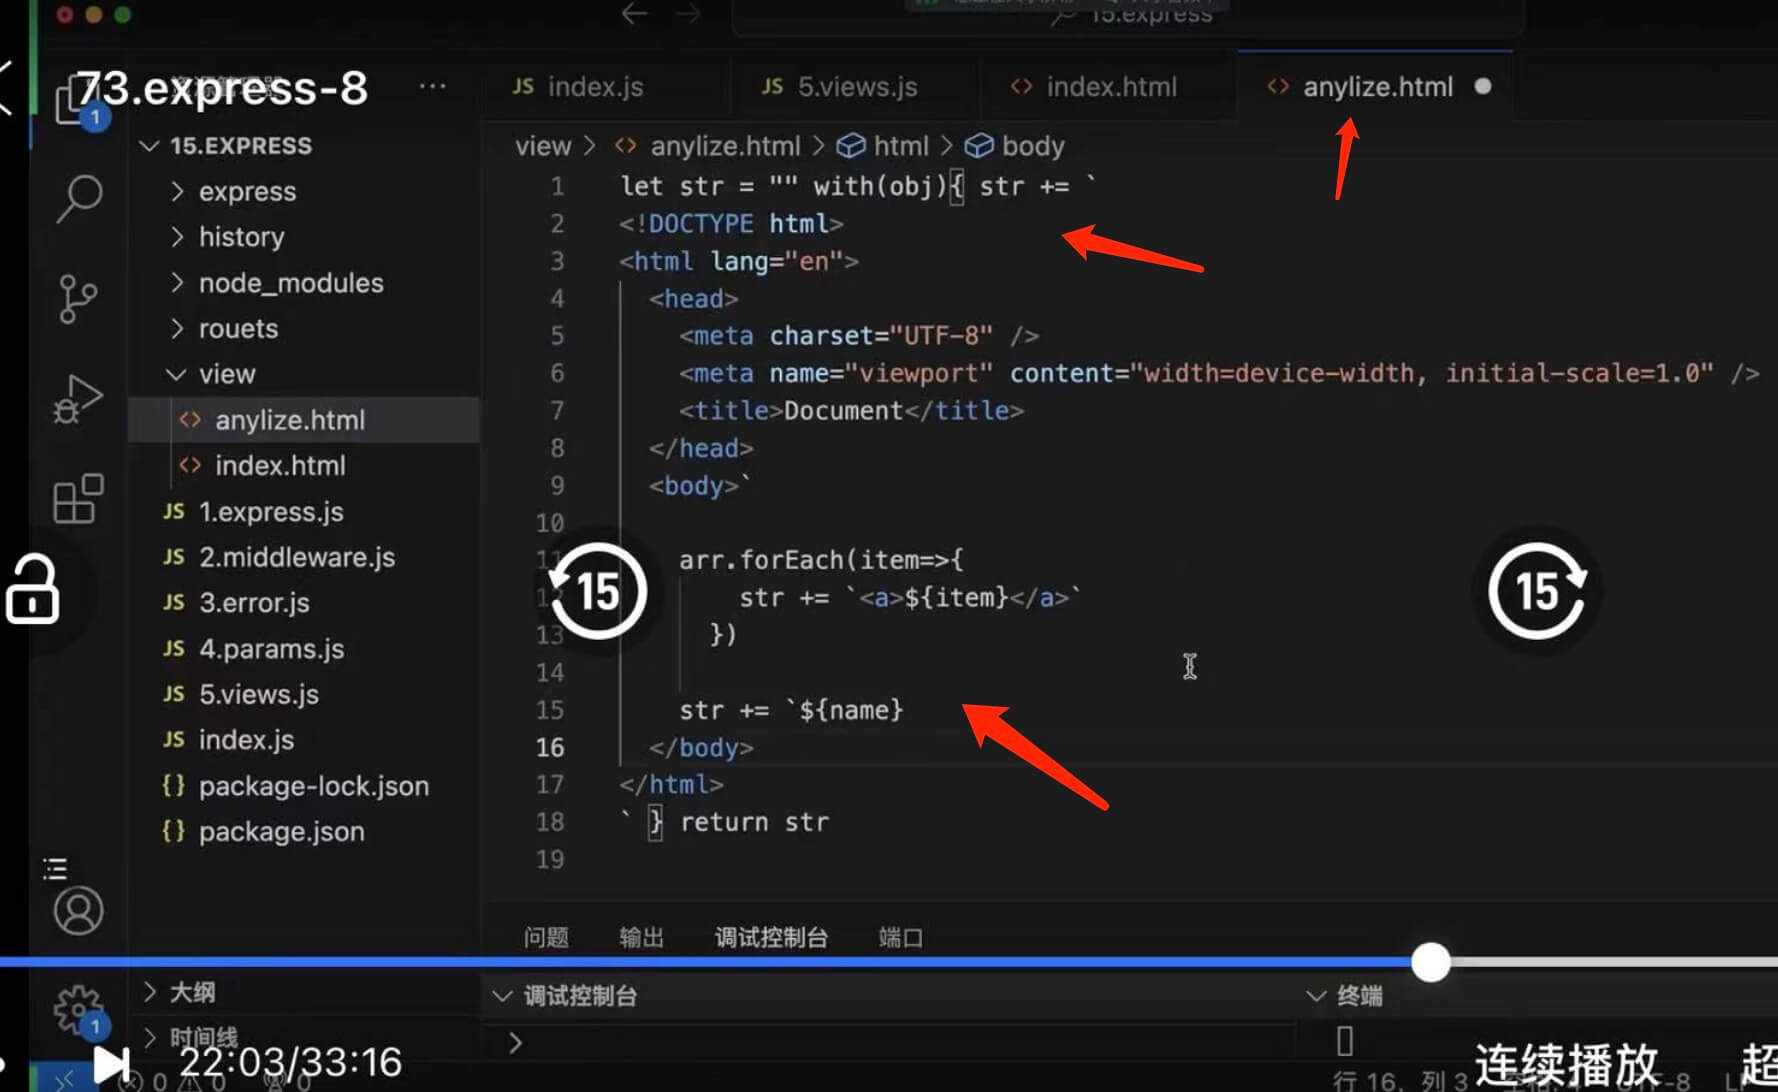 15.express
73.express-8
JS index.js
JS 5.views.js
<> index.html
<> anylize.html
1
15.EXPRESS
express
history
node_modules
rouets
view
<> anylize.html
<> index.html
JS 1.express.js
JS 2.middleware.js
JS 3.error.js
JS 4.params.js
JS 5.views.js
JS index.js
{} package-lock.json
{} package.json
大纲
时间线
view > <> anylize.html > html > body
1 let str = "" with(obj){ str += `
2 <!DOCTYPE html>
3 <html lang="en">
4 <head>
5 <meta charset="UTF-8" />
6 <meta name="viewport" content="width=device-width, initial-scale=1.0" />
7 <title>Document</title>
8 </head>
9 <body>`
10
11 arr.forEach(item=>{
12 str += `<a>${item}</a>`
13 })
14
15 str += `${name}
16 </body>
17 </html>
18 ` } return str
19
15
15
问题 输出 调试控制台 端口
调试控制台
终端
1
22:03/33:16
连续播放
0 0 0
行 16, 列 3